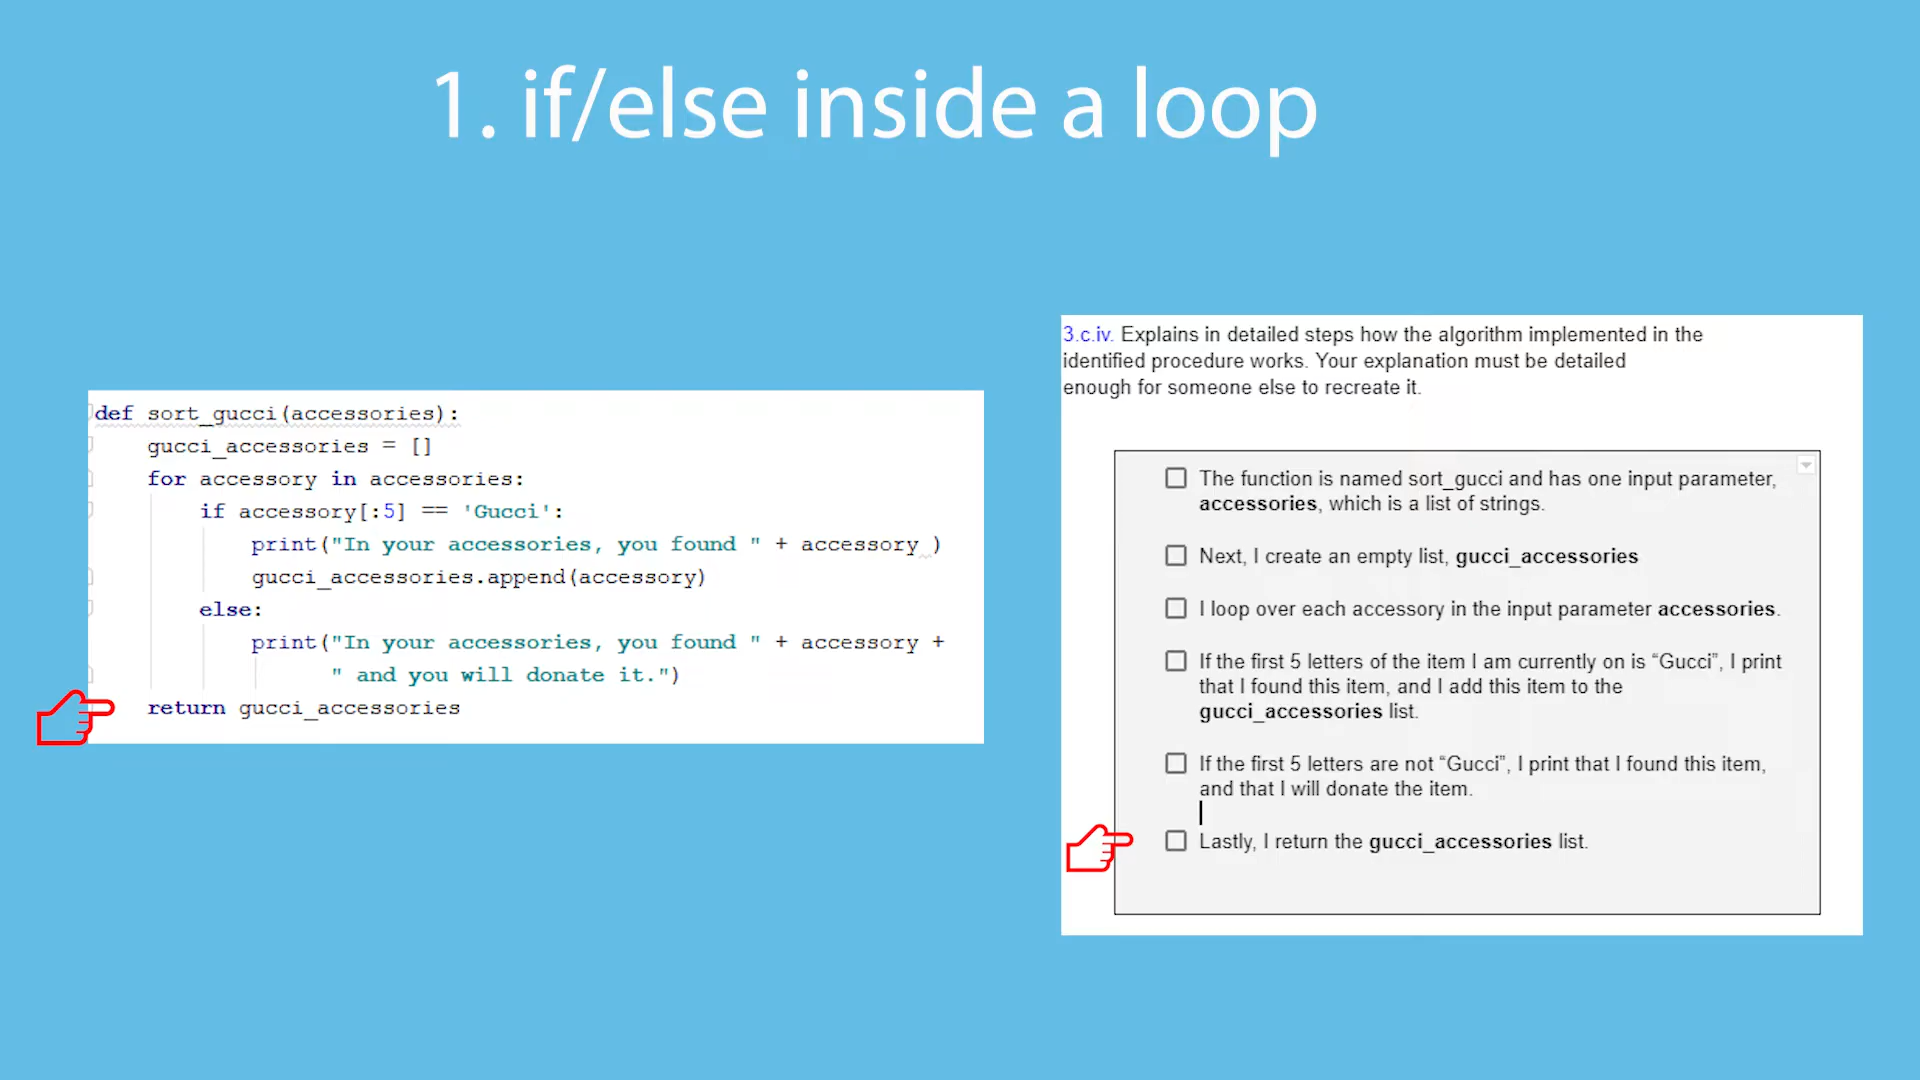 1. if/else inside a loop
def sort_gucci(accessories):
gucci_accessories = []
for accessory in accessories:
if accessory[:5] == 'Gucci':
print("In your accessories, you found " + accessory )
gucci_accessories.append(accessory)
else:
print("In your accessories, you found " + accessory +
" and you will donate it.")
return gucci_accessories
3.c.iv. Explains in detailed steps how the algorithm implemented in the
identified procedure works. Your explanation must be detailed
enough for someone else to recreate it.
The function is named sort_gucci and has one input parameter,
accessories, which is a list of strings.
Next, I create an empty list, gucci_accessories
I loop over each accessory in the input parameter accessories.
If the first 5 letters of the item I am currently on is “Gucci”, I print
that I found this item, and I add this item to the
gucci_accessories list.
If the first 5 letters are not “Gucci”, I print that I found this item,
and that I will donate the item.
Lastly, I return the gucci_accessories list.